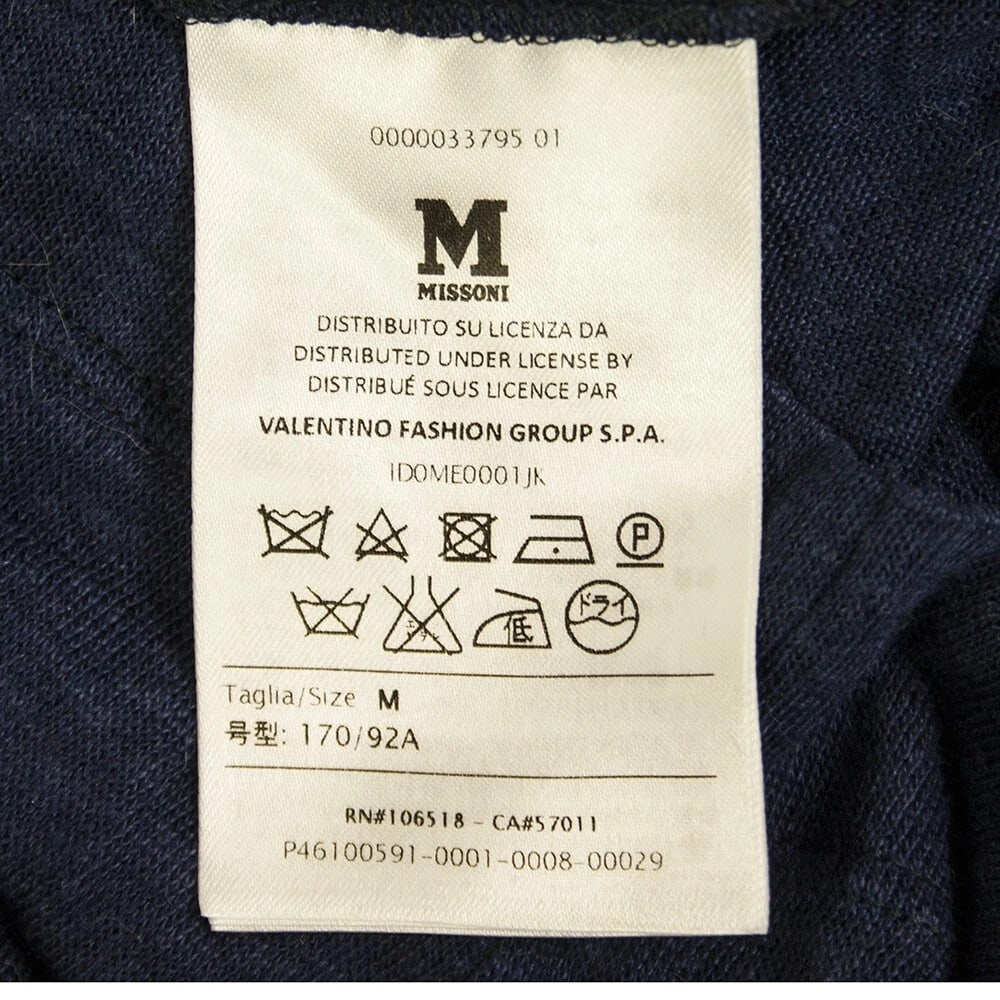 0000033795 01
M
MISSONI
DISTRIBUITO SU LICENZA DA
DISTRIBUTED UNDER LICENSE BY
DISTRIBUÉ SOUS LICENCE PAR
VALENTINO FASHION GROUP S.P.A.
ID0ME0001JK
P
低 ドライ
Taglia/Size M
号型: 170/92A
RN#106518 - CA#57011
P46100591-0001-0008-00029